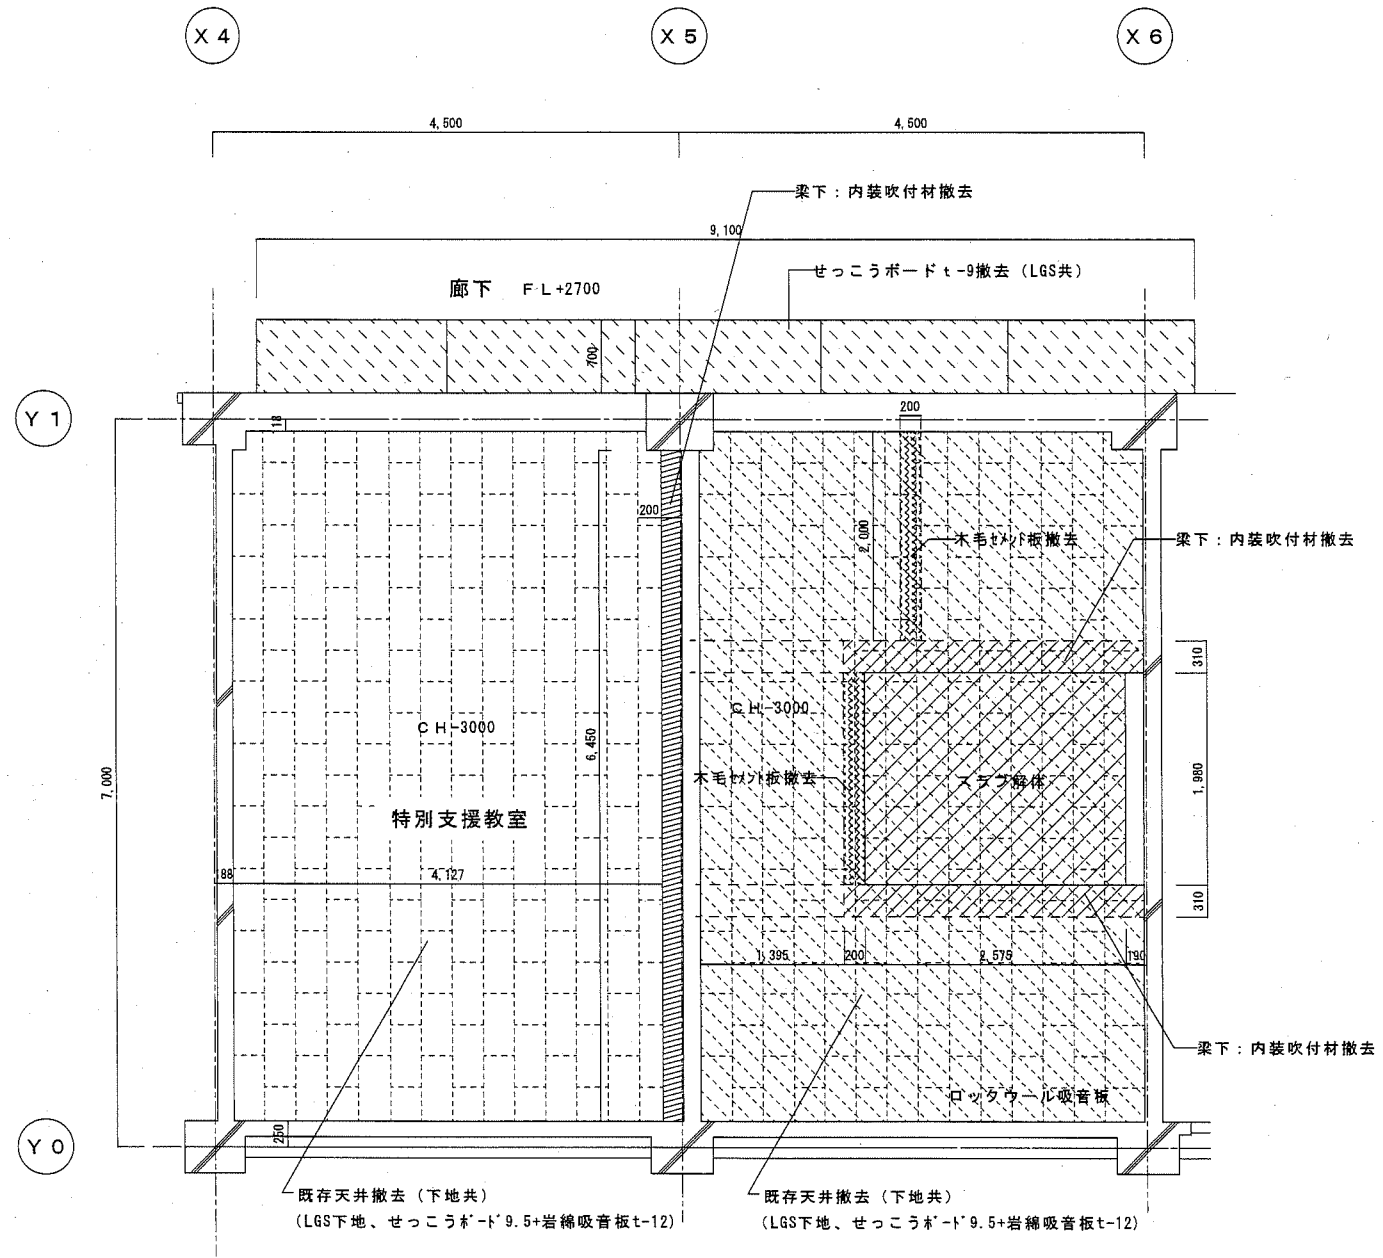 X 4
X 5
X 6
4,500
4,500
梁下：内装吹付材撤去
9,100
せっこうボード t-9撤去（LGS共）
廊下 FL+2700
700
Y 1
18
200
200
2,000
木毛ｾﾒﾝﾄ板撤去
梁下：内装吹付材撤去
310
CH-3000
CH-3000
6,450
7,000
木毛ｾﾒﾝﾄ板撤去
スラブ解体
1,980
特別支援教室
88
4,127
310
1,395
200
2,575
190
梁下：内装吹付材撤去
ロックウール吸音板
Y 0
250
既存天井撤去（下地共）
(LGS下地、せっこうﾎﾞｰﾄﾞ9.5+岩綿吸音板t-12)
既存天井撤去（下地共）
(LGS下地、せっこうﾎﾞｰﾄﾞ9.5+岩綿吸音板t-12)